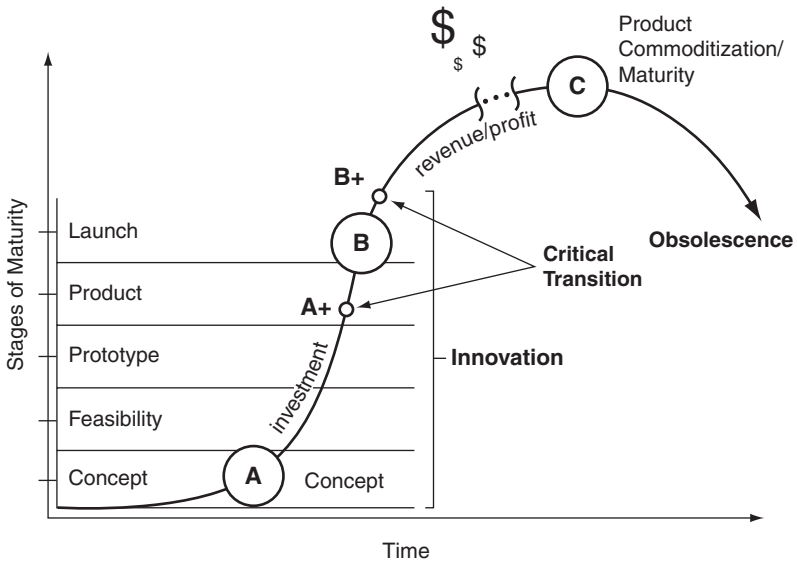 $ $
$
Product
Commoditization/
Maturity
C
revenue/profit
B+
Launch
B
Obsolescence
Critical
Transition
Product
A+
Prototype
Innovation
investment
Feasibility
Concept
A
Concept
Stages of Maturity
Time